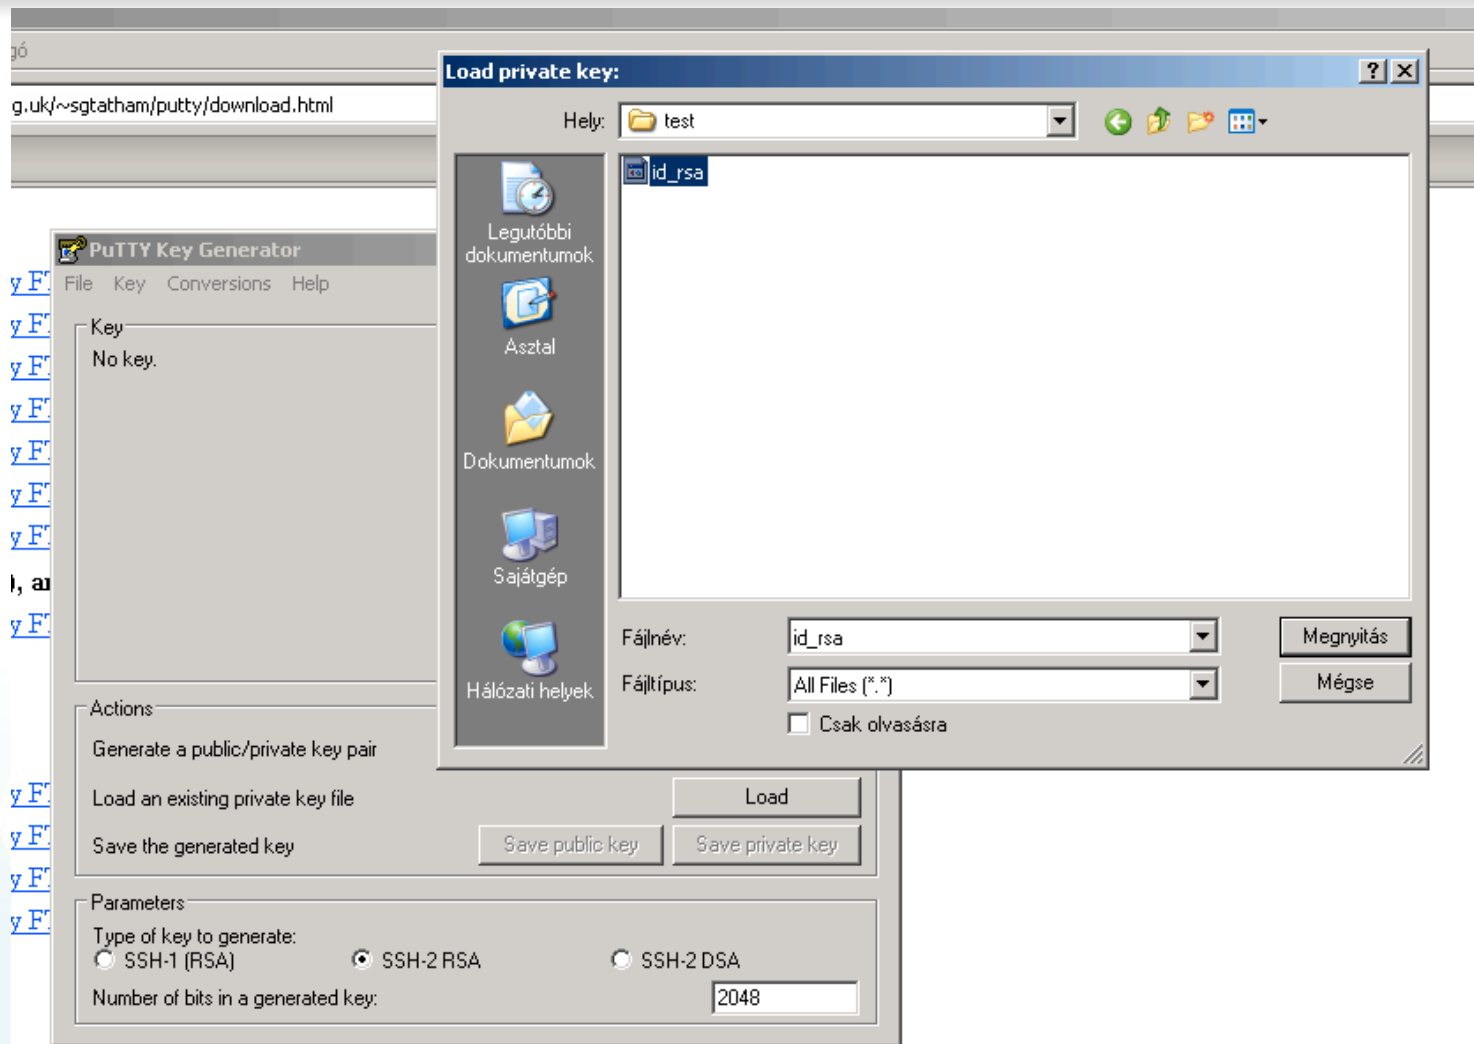 gó
g.uk/~sgtatham/putty/download.html
Load private key:
Hely:
test
id_rsa
Legutóbbi
dokumentumok
Asztal
Dokumentumok
Sajátgép
Hálózati helyek
Fájlnév:
id_rsa
Megnyitás
Fájltípus:
All Files (*.*)
Mégse
Csak olvasásra
PuTTY Key Generator
File Key Conversions Help
Key
No key.
Actions
Generate a public/private key pair
Load an existing private key file
Load
Save the generated key
Save public key
Save private key
Parameters
Type of key to generate:
SSH-1 (RSA)
SSH-2 RSA
SSH-2 DSA
Number of bits in a generated key:
2048